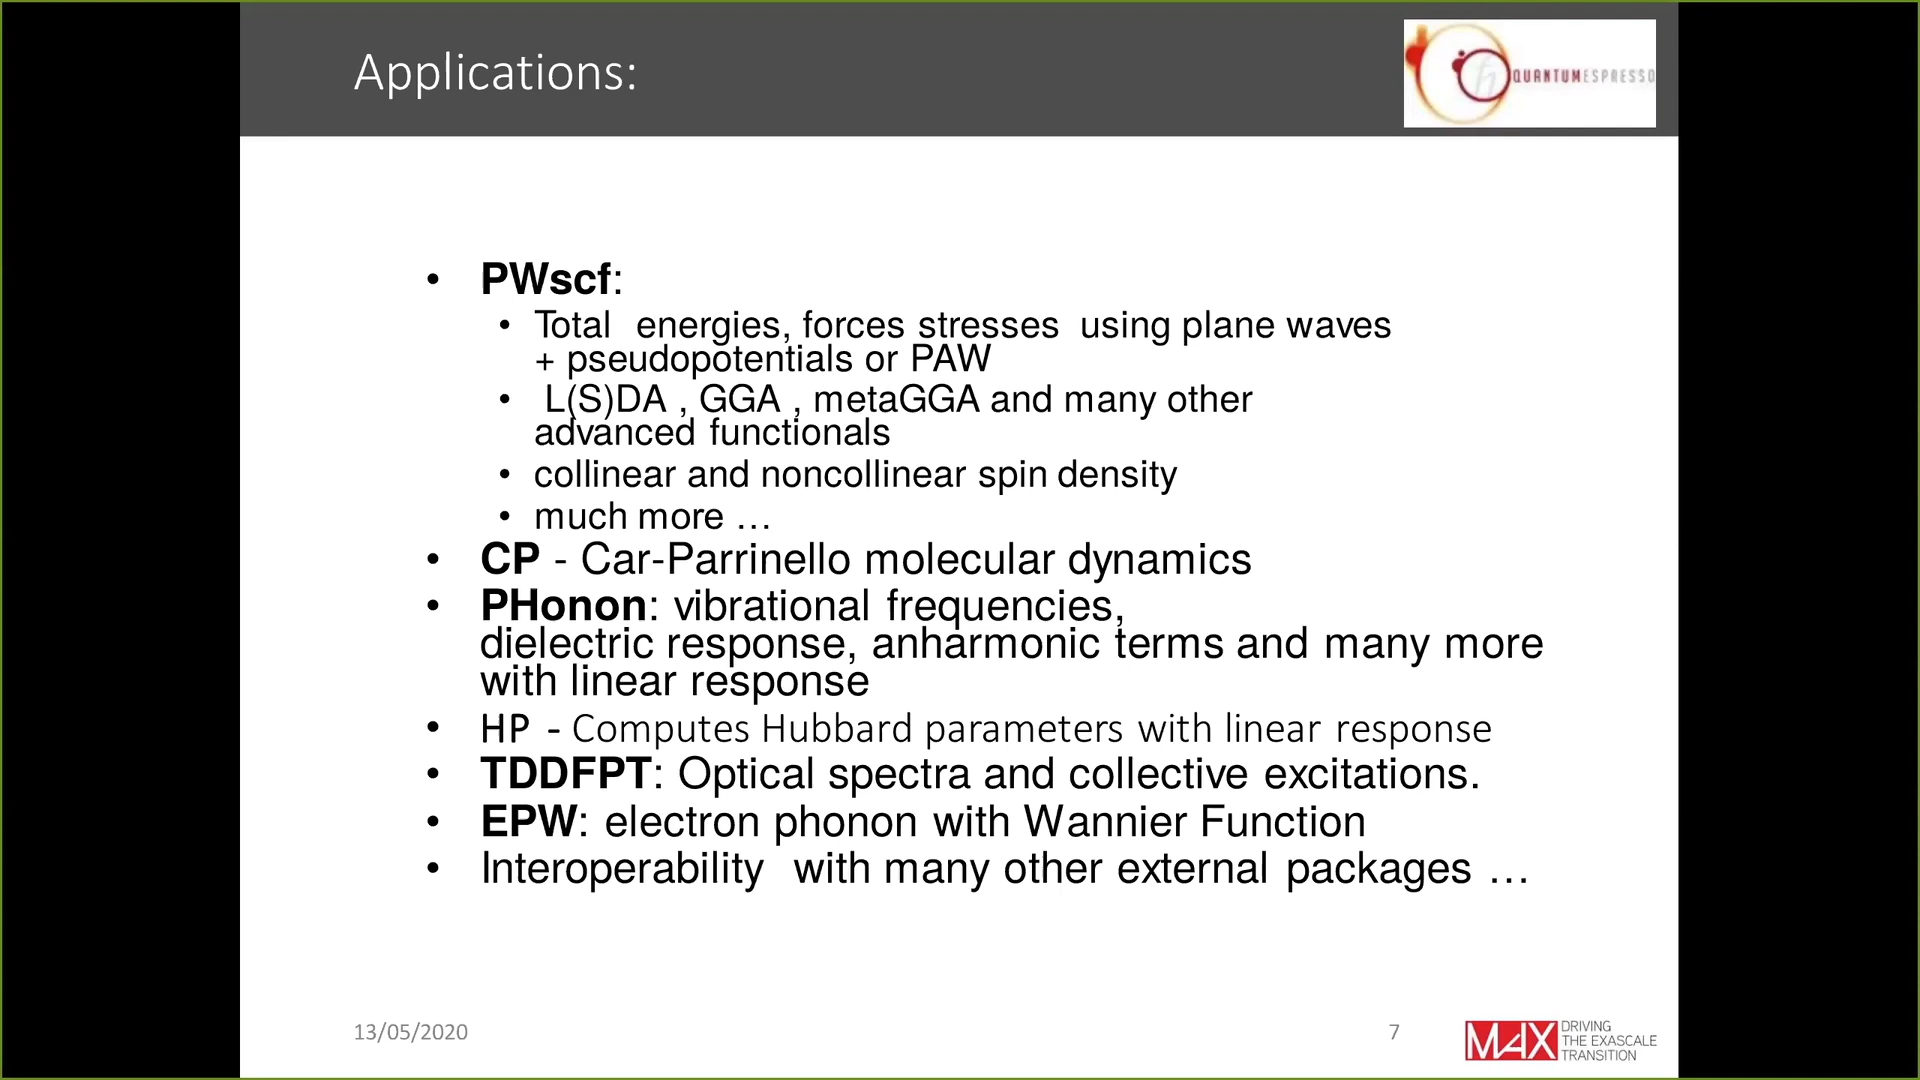 Applications:
QUANTUMESPRESSO
• PWscf:
• Total energies, forces stresses using plane waves
+ pseudopotentials or PAW
• L(S)DA , GGA , metaGGA and many other
advanced functionals
• collinear and noncollinear spin density
• much more …
• CP - Car-Parrinello molecular dynamics
• PHonon: vibrational frequencies,
dielectric response, anharmonic terms and many more
with linear response
• HP - Computes Hubbard parameters with linear response
• TDDFPT: Optical spectra and collective excitations.
• EPW: electron phonon with Wannier Function
• Interoperability with many other external packages …
13/05/2020
7
MAX
DRIVING
THE EXASCALE
TRANSITION